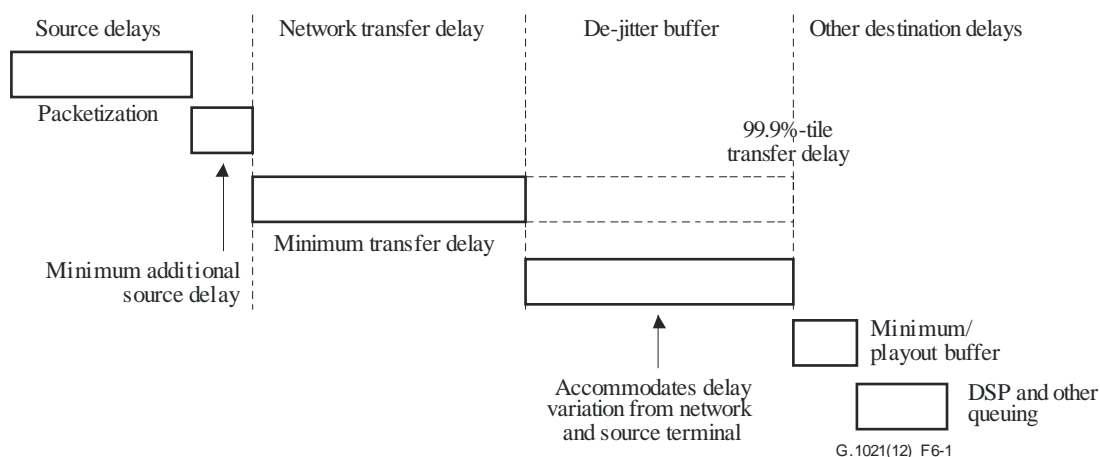 Source delays
Network transfer delay
De-jitter buffer
Other destination delays
Packetization
99.9%-tile
transfer delay
Minimum transfer delay
Minimum additional
source delay
Minimum/
playout buffer
Accommodates delay
variation from network
and source terminal
DSP and other
queuing
G.1021(12)_F6-1